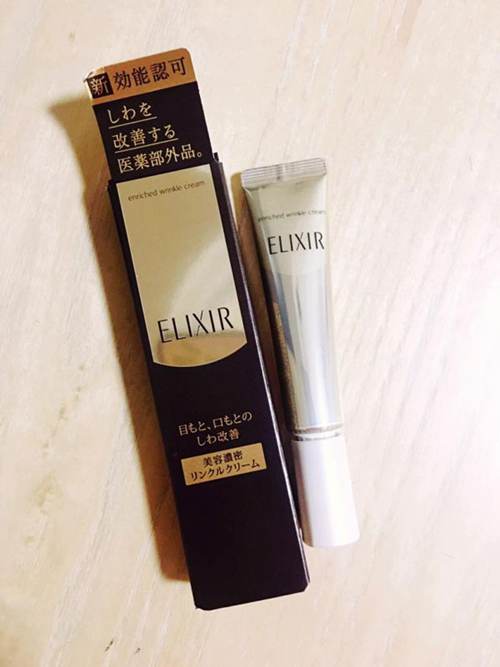 新 効能認可
しわを
改善する
医薬部外品。
enriched wrinkle cream
ELIXIR
目もと、口もとの
しわ改善
美容濃密
リンクルクリーム
enriched wrinkle cream
ELIXIR